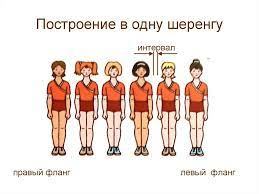 Построение в одну шеренгу
интервал
правый фланг левый фланг